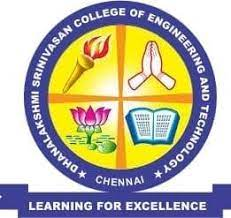 DHANALAKSHMI SRINIVASAN COLLEGE OF ENGINEERING AND TECHNOLOGY
CHENNAI
LEARNING FOR EXCELLENCE